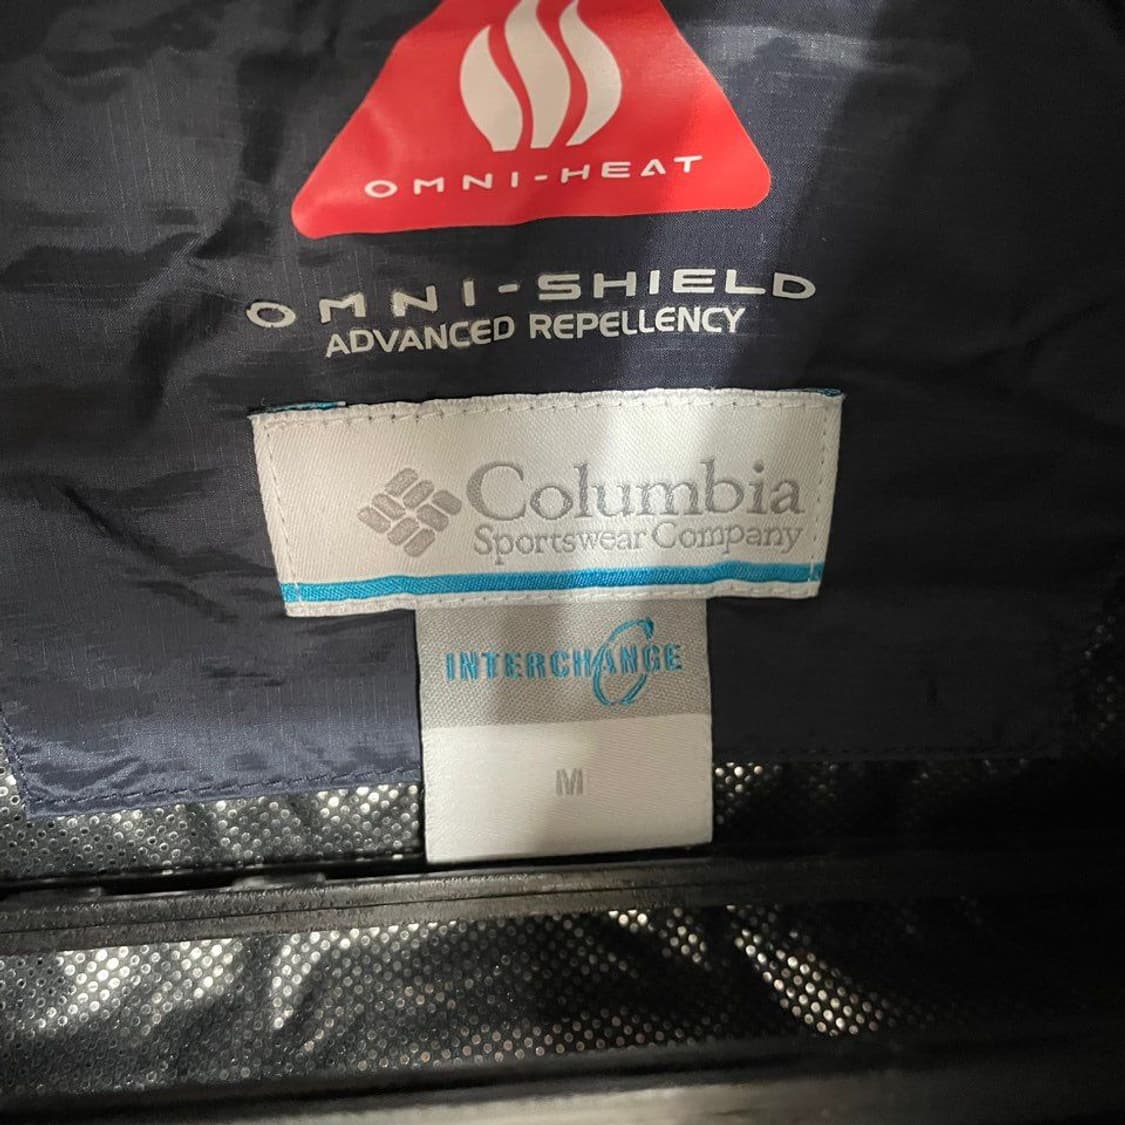 OMNI-HEAT
OMNI-SHIELD
ADVANCED REPELLENCY
Columbia
Sportswear Company
INTERCHANGE
M